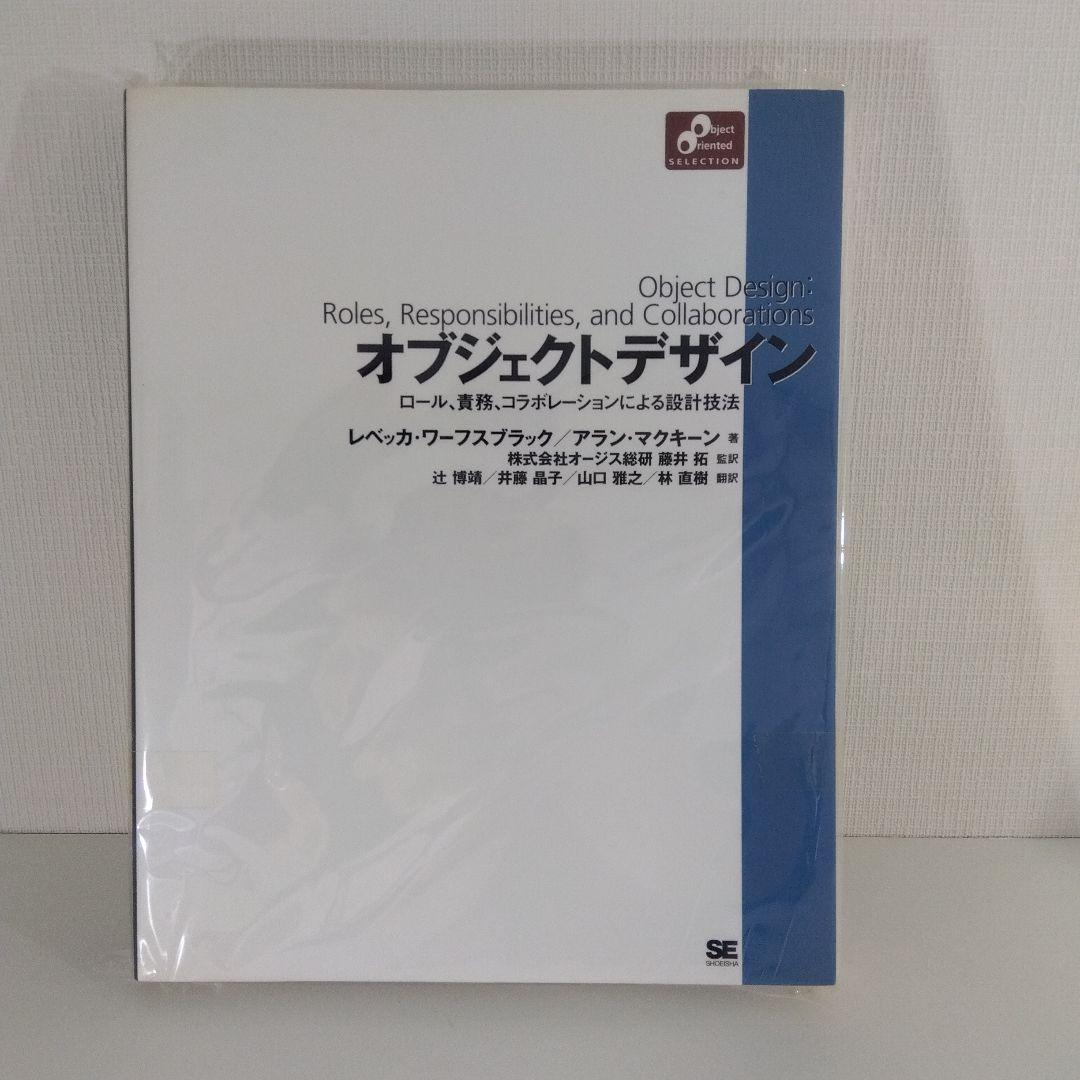 Object
Oriented
SELECTION
Object Design:
Roles, Responsibilities, and Collaborations
オブジェクトデザイン
ロール、責務、コラボレーションによる設計技法
レベッカ・ワーフスブラック／アラン・マクキーン 著
株式会社オージス総研 藤井 拓 監訳
辻 博靖／井藤 晶子／山口 雅之／林 直樹 翻訳
SE
SHOEISHA